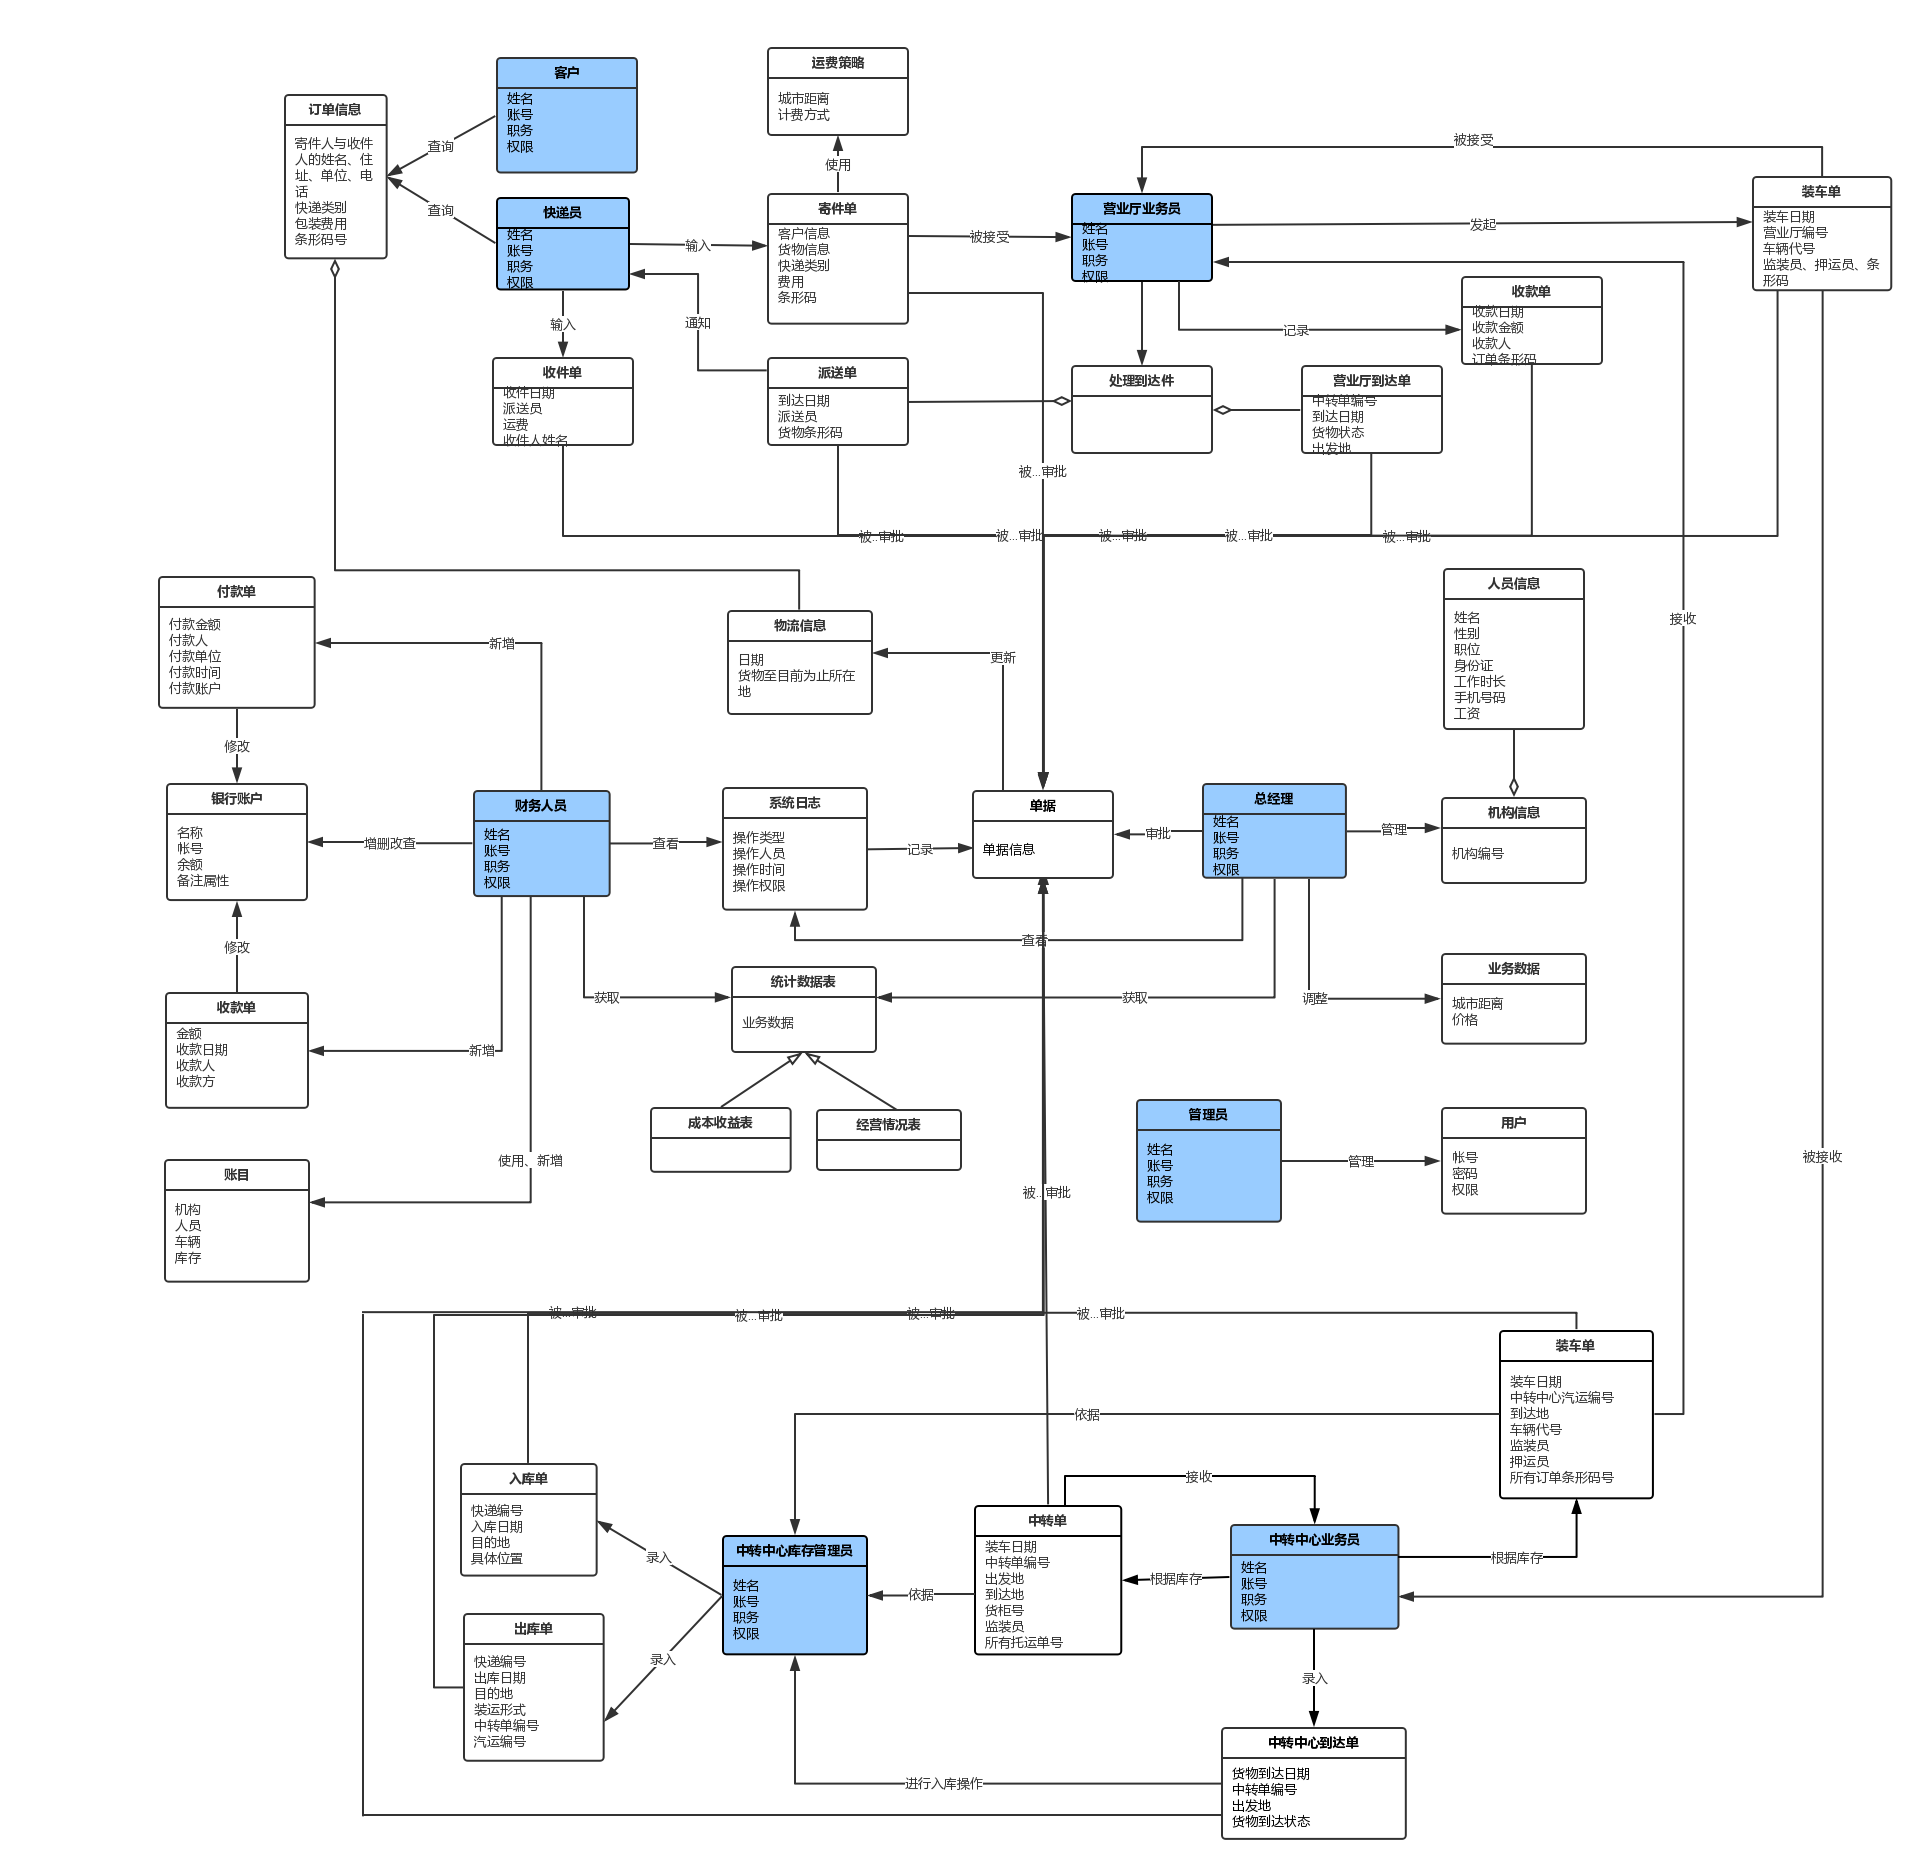 运费策略
城市距离
计费方式
客户
姓名
账号
职务
权限
订单信息
寄件人与收件
人的姓名、住
址、单位、电
话
快递类别
包装费用
条形码号
查询
查询
使用
被接受
快递员
姓名
账号
职务
权限
输入
寄件单
客户信息
货物信息
快递类别
费用
条形码
被接受
营业厅业务员
姓名
账号
职务
权限
发起
装车单
装车日期
营业厅编号
车辆代号
监装员、押运员、条
形码
输入
通知
记录
收款单
收款日期
收款金额
收款人
订单条形码
收件单
收件日期
派送员
运费
收件人姓名
派送单
到达日期
派送员
货物条形码
处理到达件
营业厅到达单
中转单编号
到达日期
货物状态
出发地
被...审批
被...审批
被...审批
被...审批
被...审批
被...审批
付款单
付款金额
付款人
付款单位
付款时间
付款账户
新增
物流信息
日期
货物至目前为止所在
地
更新
人员信息
姓名
性别
职位
身份证
工作时长
手机号码
工资
接收
修改
银行账户
名称
帐号
余额
备注属性
增删改查
财务人员
姓名
账号
职务
权限
查看
系统日志
操作类型
操作人员
操作时间
操作权限
记录
单据
单据信息
审批
总经理
姓名
账号
职务
权限
管理
机构信息
机构编号
修改
查看
收款单
金额
收款日期
收款人
收款方
新增
获取
统计数据表
业务数据
获取
调整
业务数据
城市距离
价格
成本收益表
经营情况表
管理员
姓名
账号
职务
权限
管理
用户
帐号
密码
权限
账目
机构
人员
车辆
库存
使用、新增
被...审批
被接收
被...审批
被...审批
被...审批
被...审批
装车单
装车日期
中转中心汽运编号
到达地
车辆代号
监装员
押运员
所有订单条形码号
依据
入库单
快递编号
入库日期
目的地
具体位置
录入
中转中心库存管理员
姓名
账号
职务
权限
依据
中转单
装车日期
中转单编号
出发地
到达地
货柜号
监装员
所有托运单号
接收
根据库存
中转中心业务员
姓名
账号
职务
权限
根据库存
出库单
快递编号
出库日期
目的地
装运形式
中转单编号
汽运编号
录入
录入
进行入库操作
中转中心到达单
货物到达日期
中转单编号
出发地
货物到达状态